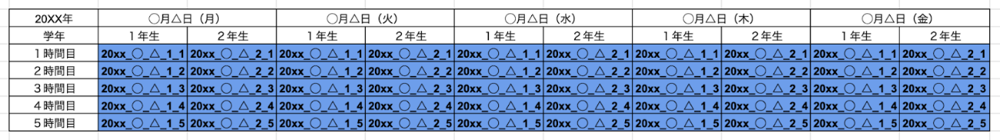 20XX年 ○月△日（月） ○月△日（火） ○月△日（水） ○月△日（木） ○月△日（金）
学年 １年生 ２年生 １年生 ２年生 １年生 ２年生 １年生 ２年生 １年生 ２年生
１時間目 20xx_○_△_1_1 20xx_○_△_2_1 20xx_○_△_1_1 20xx_○_△_2_1 20xx_○_△_1_1 20xx_○_△_2_1 20xx_○_△_1_1 20xx_○_△_2_1 20xx_○_△_1_1 20xx_○_△_2_1
２時間目 20xx_○_△_1_2 20xx_○_△_2_2 20xx_○_△_1_2 20xx_○_△_2_2 20xx_○_△_1_2 20xx_○_△_2_2 20xx_○_△_1_2 20xx_○_△_2_2 20xx_○_△_1_2 20xx_○_△_2_2
３時間目 20xx_○_△_1_3 20xx_○_△_2_3 20xx_○_△_1_3 20xx_○_△_2_3 20xx_○_△_1_3 20xx_○_△_2_3 20xx_○_△_1_3 20xx_○_△_2_3 20xx_○_△_1_3 20xx_○_△_2_3
４時間目 20xx_○_△_1_4 20xx_○_△_2_4 20xx_○_△_1_4 20xx_○_△_2_4 20xx_○_△_1_4 20xx_○_△_2_4 20xx_○_△_1_4 20xx_○_△_2_4 20xx_○_△_1_4 20xx_○_△_2_4
５時間目 20xx_○_△_1_5 20xx_○_△_2_5 20xx_○_△_1_5 20xx_○_△_2_5 20xx_○_△_1_5 20xx_○_△_2_5 20xx_○_△_1_5 20xx_○_△_2_5 20xx_○_△_1_5 20xx_○_△_2_5